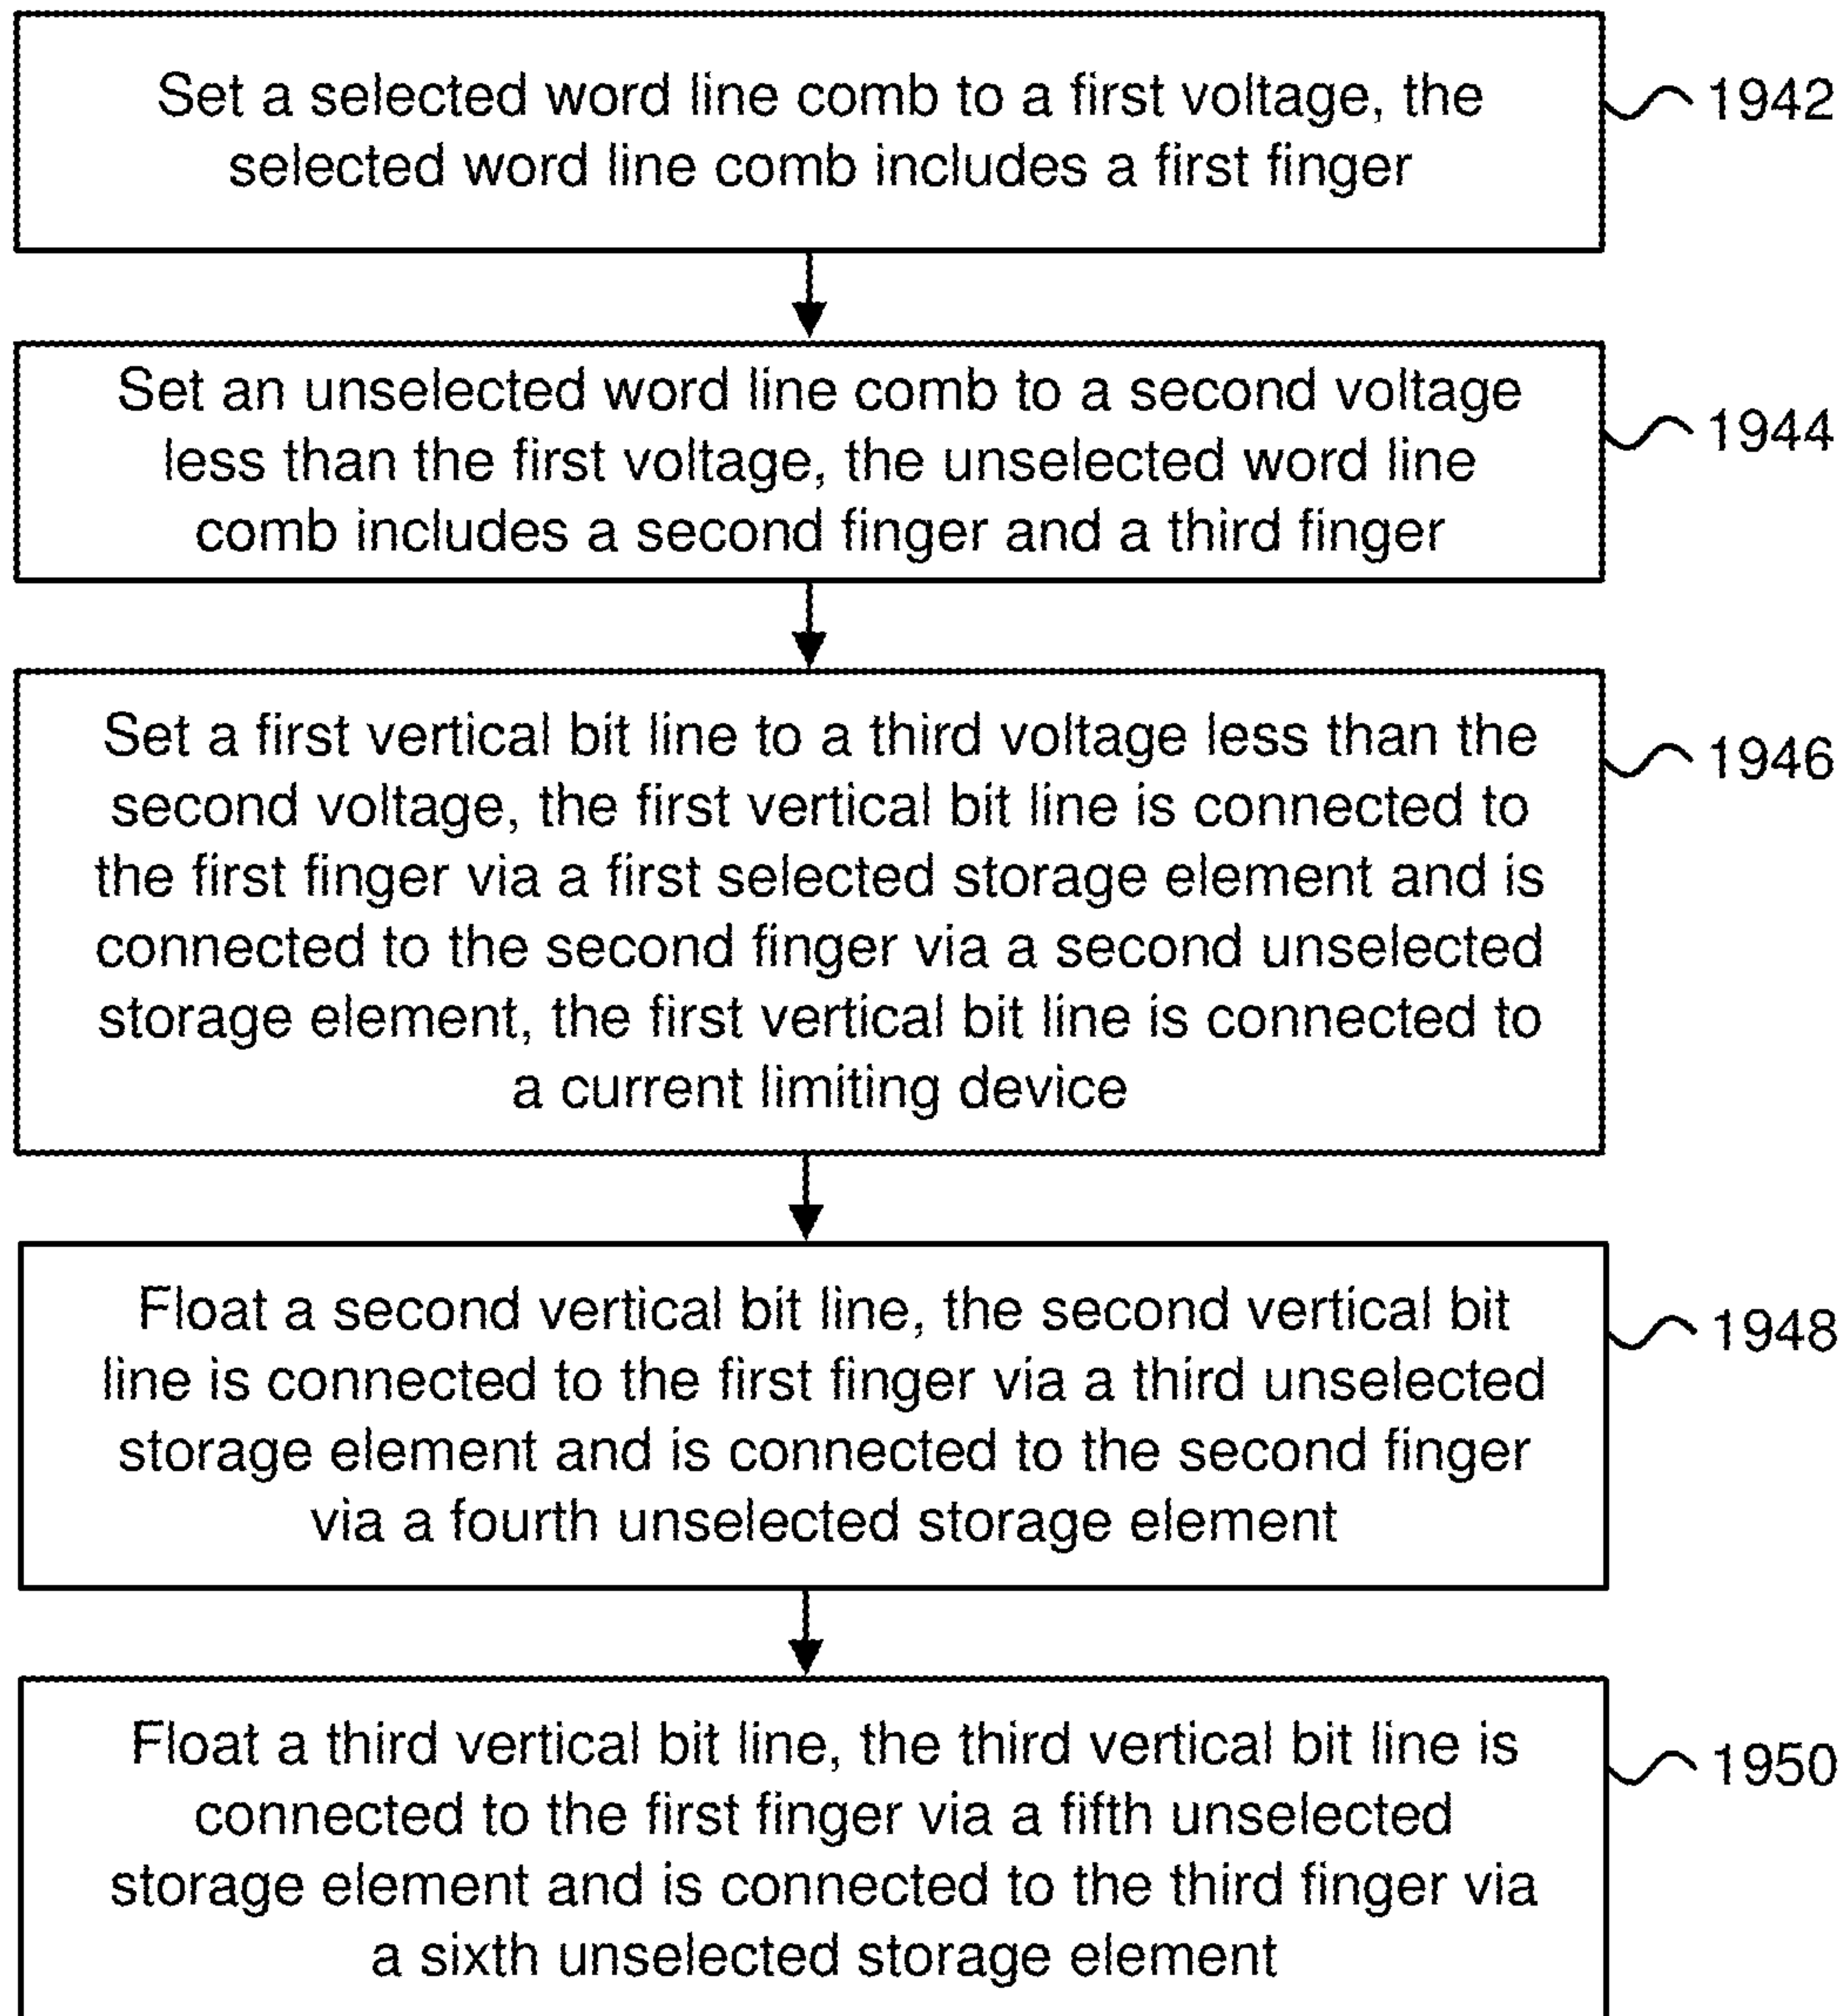 Set a selected word line comb to a first voltage, the
selected word line comb includes a first finger
1942
Set an unselected word line comb to a second voltage
less than the first voltage, the unselected word line
comb includes a second finger and a third finger
1944
Set a first vertical bit line to a third voltage less than the
second voltage, the first vertical bit line is connected to
the first finger via a first selected storage element and is
connected to the second finger via a second unselected
storage element, the first vertical bit line is connected to
a current limiting device
1946
Float a second vertical bit line, the second vertical bit
line is connected to the first finger via a third unselected
storage element and is connected to the second finger
via a fourth unselected storage element
1948
Float a third vertical bit line, the third vertical bit line is
connected to the first finger via a fifth unselected
storage element and is connected to the third finger via
a sixth unselected storage element
1950